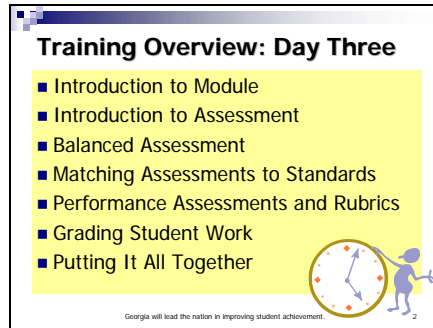 Training Overview: Day Three
Introduction to Module
Introduction to Assessment
Balanced Assessment
Matching Assessments to Standards
Performance Assessments and Rubrics
Grading Student Work
Putting It All Together
Georgia will lead the nation in improving student achievement.
2